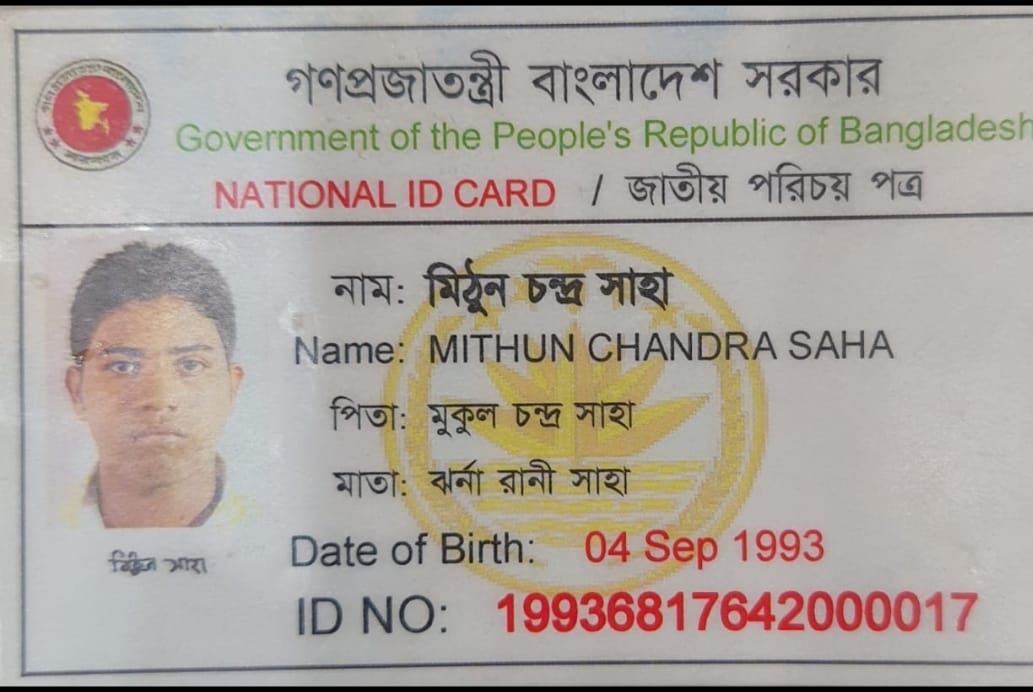 গণপ্রজাতন্ত্রী বাংলাদেশ সরকার
Government of the People's Republic of Bangladesh
NATIONAL ID CARD / জাতীয় পরিচয় পত্র
নাম: মিঠুন চন্দ্র সাহা
Name: MITHUN CHANDRA SAHA
পিতা: মুকুল চন্দ্র সাহা
মাতা: ঝর্না রানী সাহা
Date of Birth: 04 Sep 1993
ID NO: 19936817642000017